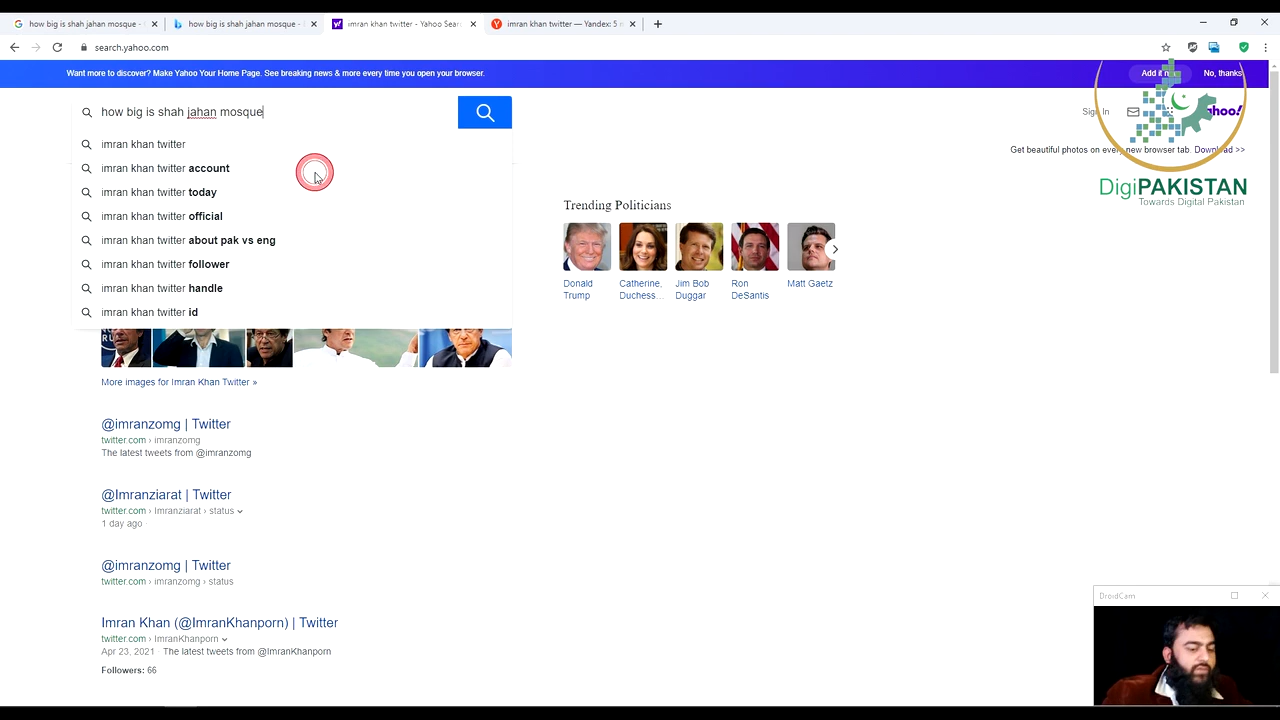 how big is shah jahan mosque -
how big is shah jahan mosque -
imran khan twitter - Yahoo Sear
imran khan twitter — Yandex: 5
search.yahoo.com
Want more to discover? Make Yahoo Your Home Page. See breaking news & more every time you open your browser.
Add it
No, thanks
how big is shah jahan mosque
Sign In
yahoo!
Get beautiful photos on every new browser tab. Download >>
imran khan twitter
imran khan twitter account
imran khan twitter today
imran khan twitter official
imran khan twitter about pak vs eng
imran khan twitter follower
imran khan twitter handle
imran khan twitter id
DigiPAKISTAN
Towards Digital Pakistan
Trending Politicians
Donald Trump
Catherine, Duchess...
Jim Bob Duggar
Ron DeSantis
Matt Gaetz
More images for Imran Khan Twitter »
@imranzomg | Twitter
twitter.com › imranzomg
The latest tweets from @imranzomg
@Imranziarat | Twitter
twitter.com › Imranziarat › status
1 day ago ·
@imranzomg | Twitter
twitter.com › imranzomg › status
Imran Khan (@ImranKhanporn) | Twitter
twitter.com › ImranKhanporn
Apr 23, 2021 · The latest tweets from @ImranKhanporn
Followers: 66
DroidCam